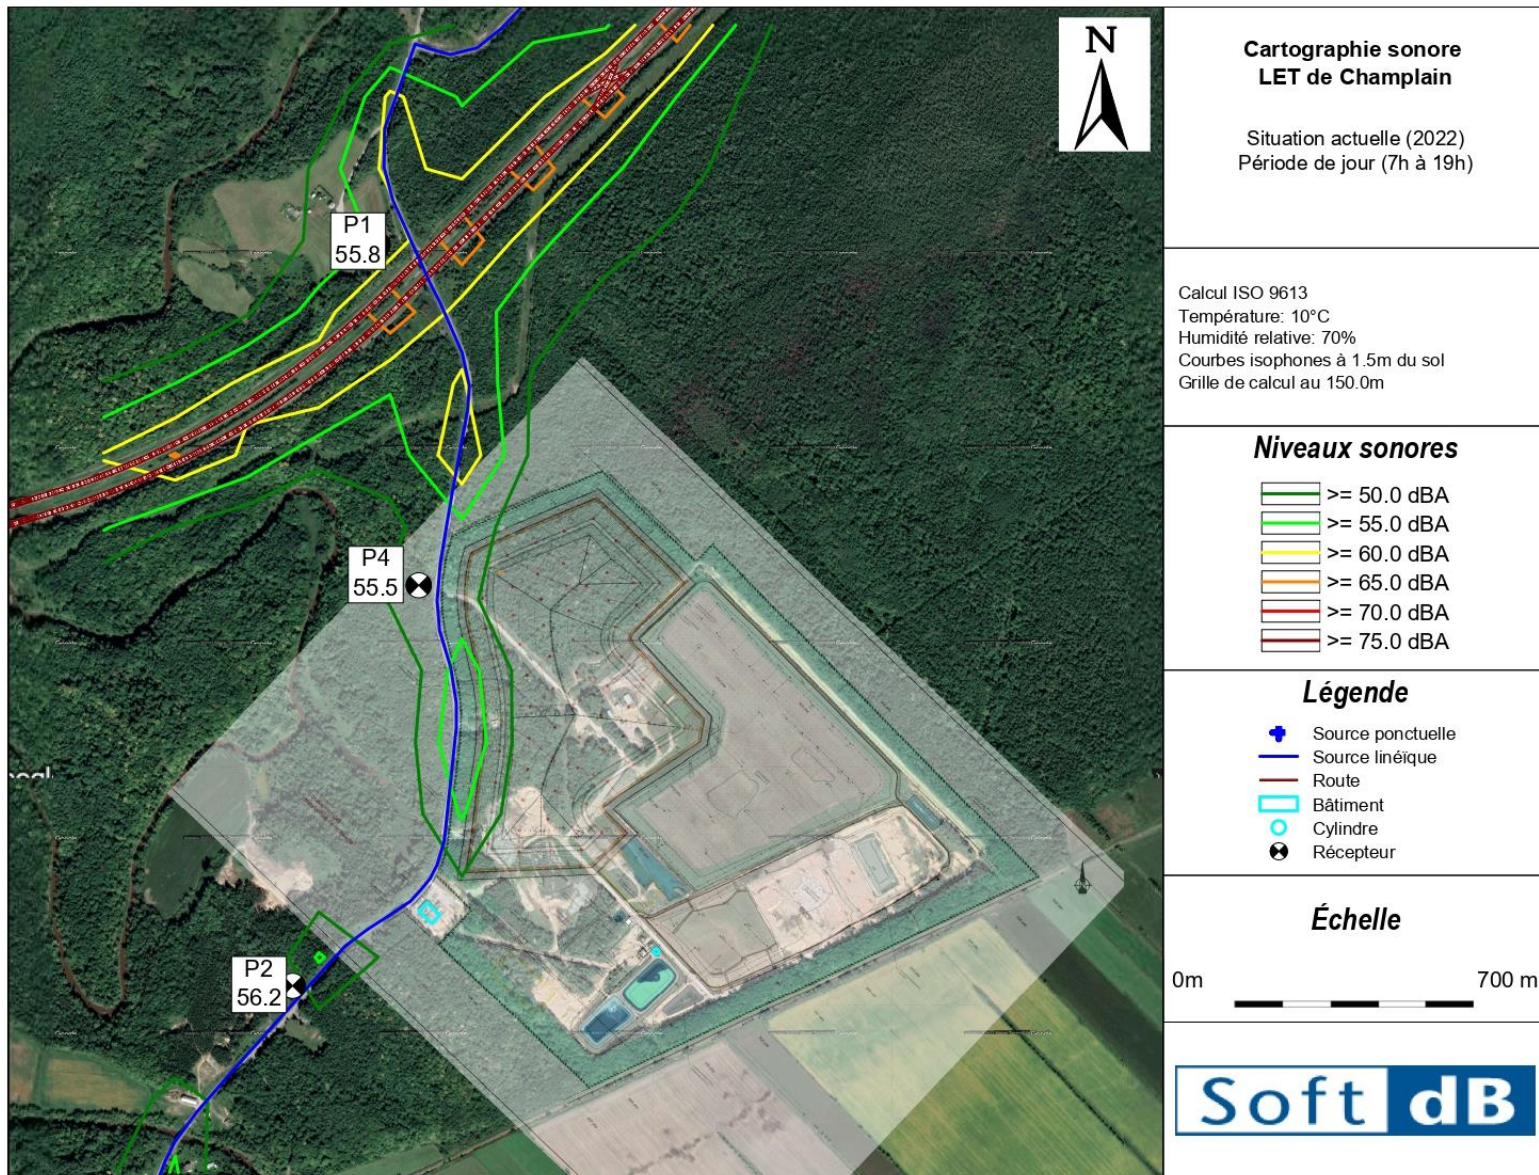 N
P1
55.8
P4
55.5
P2
56.2
Cartographie sonore
LET de Champlain
Situation actuelle (2022)
Période de jour (7h à 19h)
Calcul ISO 9613
Température: 10°C
Humidité relative: 70%
Courbes isophones à 1.5m du sol
Grille de calcul au 150.0m
Niveaux sonores
>= 50.0 dBA
>= 55.0 dBA
>= 60.0 dBA
>= 65.0 dBA
>= 70.0 dBA
>= 75.0 dBA
Légende
Source ponctuelle
Source linéïque
Route
Bâtiment
Cylindre
Récepteur
Échelle
0m 700 m
Soft dB